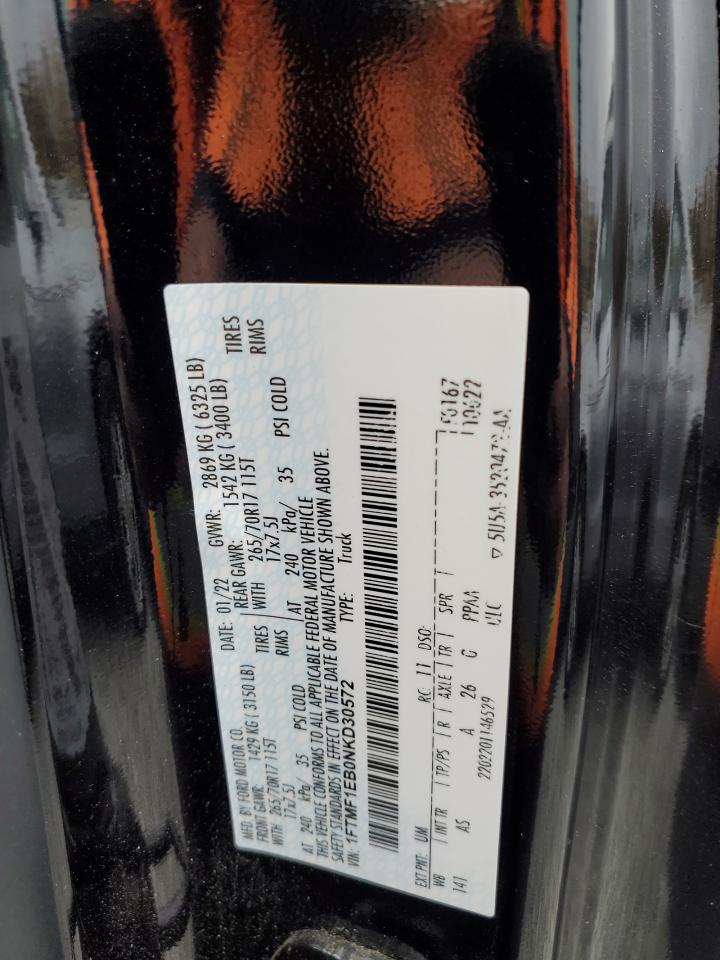 MFD. BY FORD MOTOR CO. DATE: 01/22 GVWR: 2869 KG ( 6325 LB)
FRONT GAWR: 1429 KG ( 3150 LB) REAR GAWR: 1542 KG ( 3400 LB)
WITH 265/70R17 115T TIRES WITH 265/70R17 115T TIRES
17x7.5J RIMS 17x7.5J RIMS
AT 240 kPa/ 35 PSI COLD AT 240 kPa/ 35 PSI COLD
THIS VEHICLE CONFORMS TO ALL APPLICABLE FEDERAL MOTOR VEHICLE
SAFETY STANDARDS IN EFFECT ON THE DATE OF MANUFACTURE SHOWN ABOVE.
VIN: 1FTMF1EB0NKD30572 TYPE: Truck
EXT PNT: UM RC: 11 DSO:
WB INT TR TP/PS R AXLE TR SPR
141 AS A 26 G PPAA
2202201146529 UTC
▽ 5U5A-3520472-AA